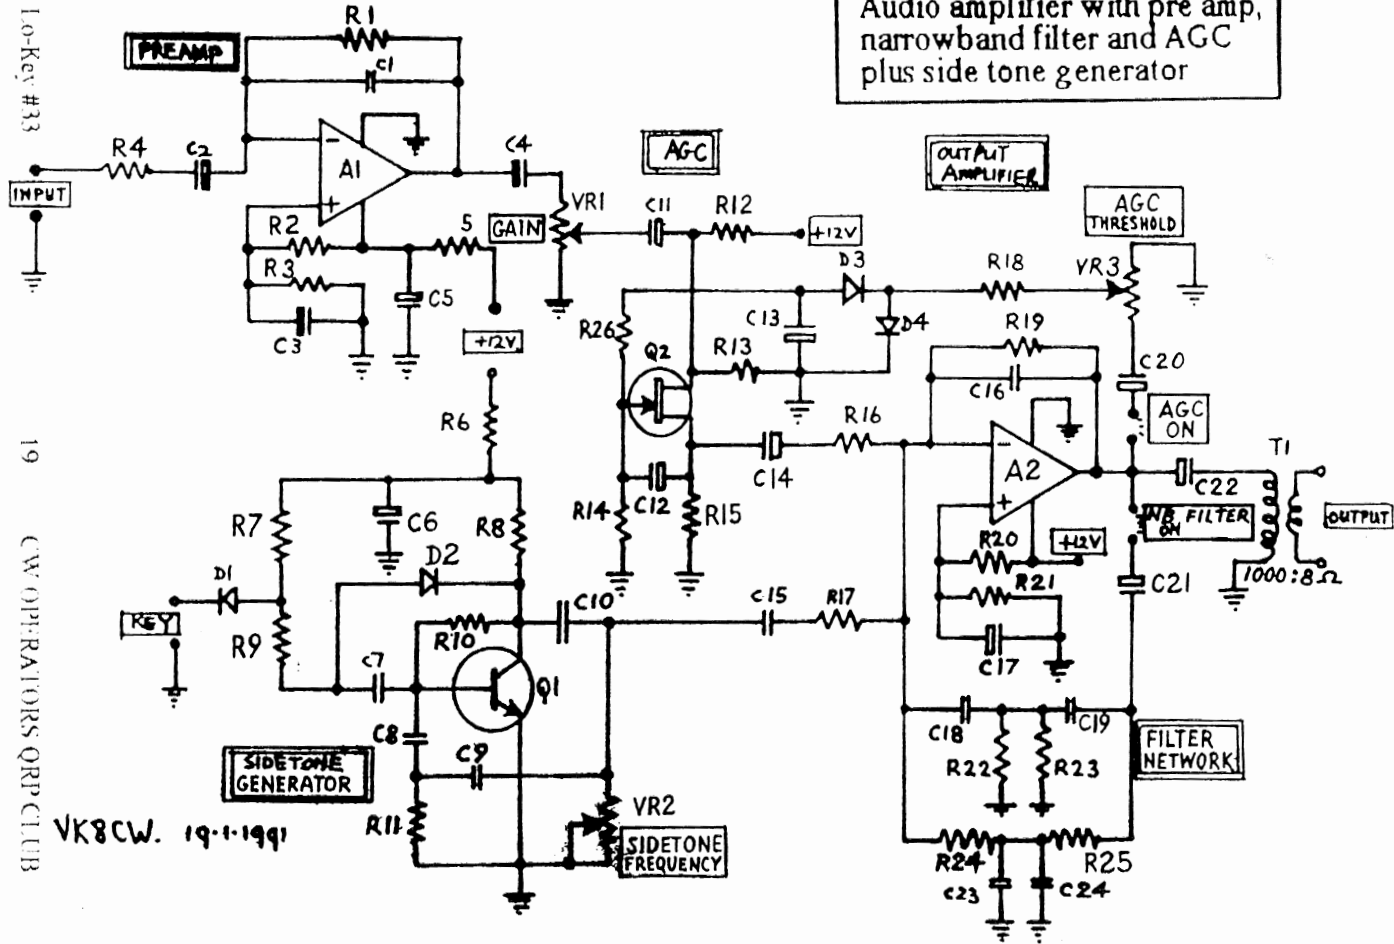 Audio amplifier with pre amp,
narrowband filter and AGC
plus side tone generator
Lo-Key #33
19
CW OPERATORS QRP CLUB
PREAMP
R1
C1
R4
C2
INPUT
A1
−
+
C4
R2
R3
C3
C5
5
+12V
VR1
GAIN
AGC
C11
R12
+12V
D3
R26
C13
D4
Q2
R13
R14
C12
R15
C14
R16
OUTPUT
AMPLIFIER
R18
AGC
THRESHOLD
VR3
R19
C16
C20
AGC
ON
A2
−
+
T1
C22
OUTPUT
1000:8Ω
NB FILTER
ON
C21
R20
+12V
R21
C17
R6
R7
C6
R8
D1
D2
KEY
R9
R10
C10
C7
Q1
C8
C9
R11
VR2
SIDETONE
FREQUENCY
SIDETONE
GENERATOR
C15
R17
C18
C19
R22
R23
FILTER
NETWORK
R24
R25
C23
C24
VK8CW. 19·1·1991